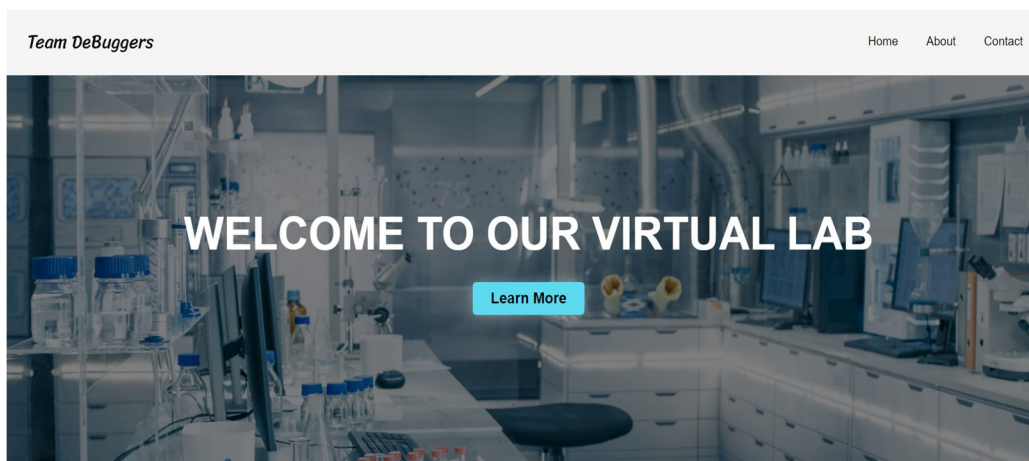 Team DeBuggers
Home About Contact
WELCOME TO OUR VIRTUAL LAB
Learn More